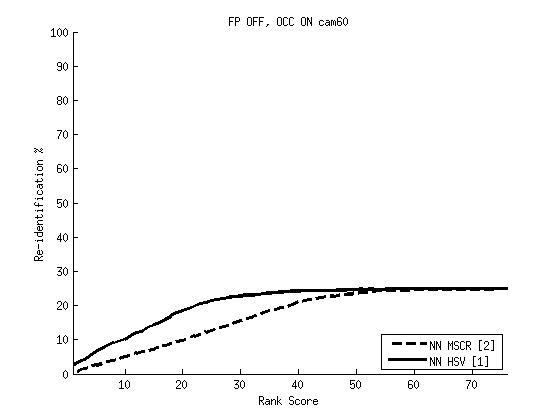 FP OFF, OCC ON cam60
100
90
80
70
60
50
40
30
20
10
0
Re-identification %
10 20 30 40 50 60 70
Rank Score
NN MSCR [2]
NN HSV [1]